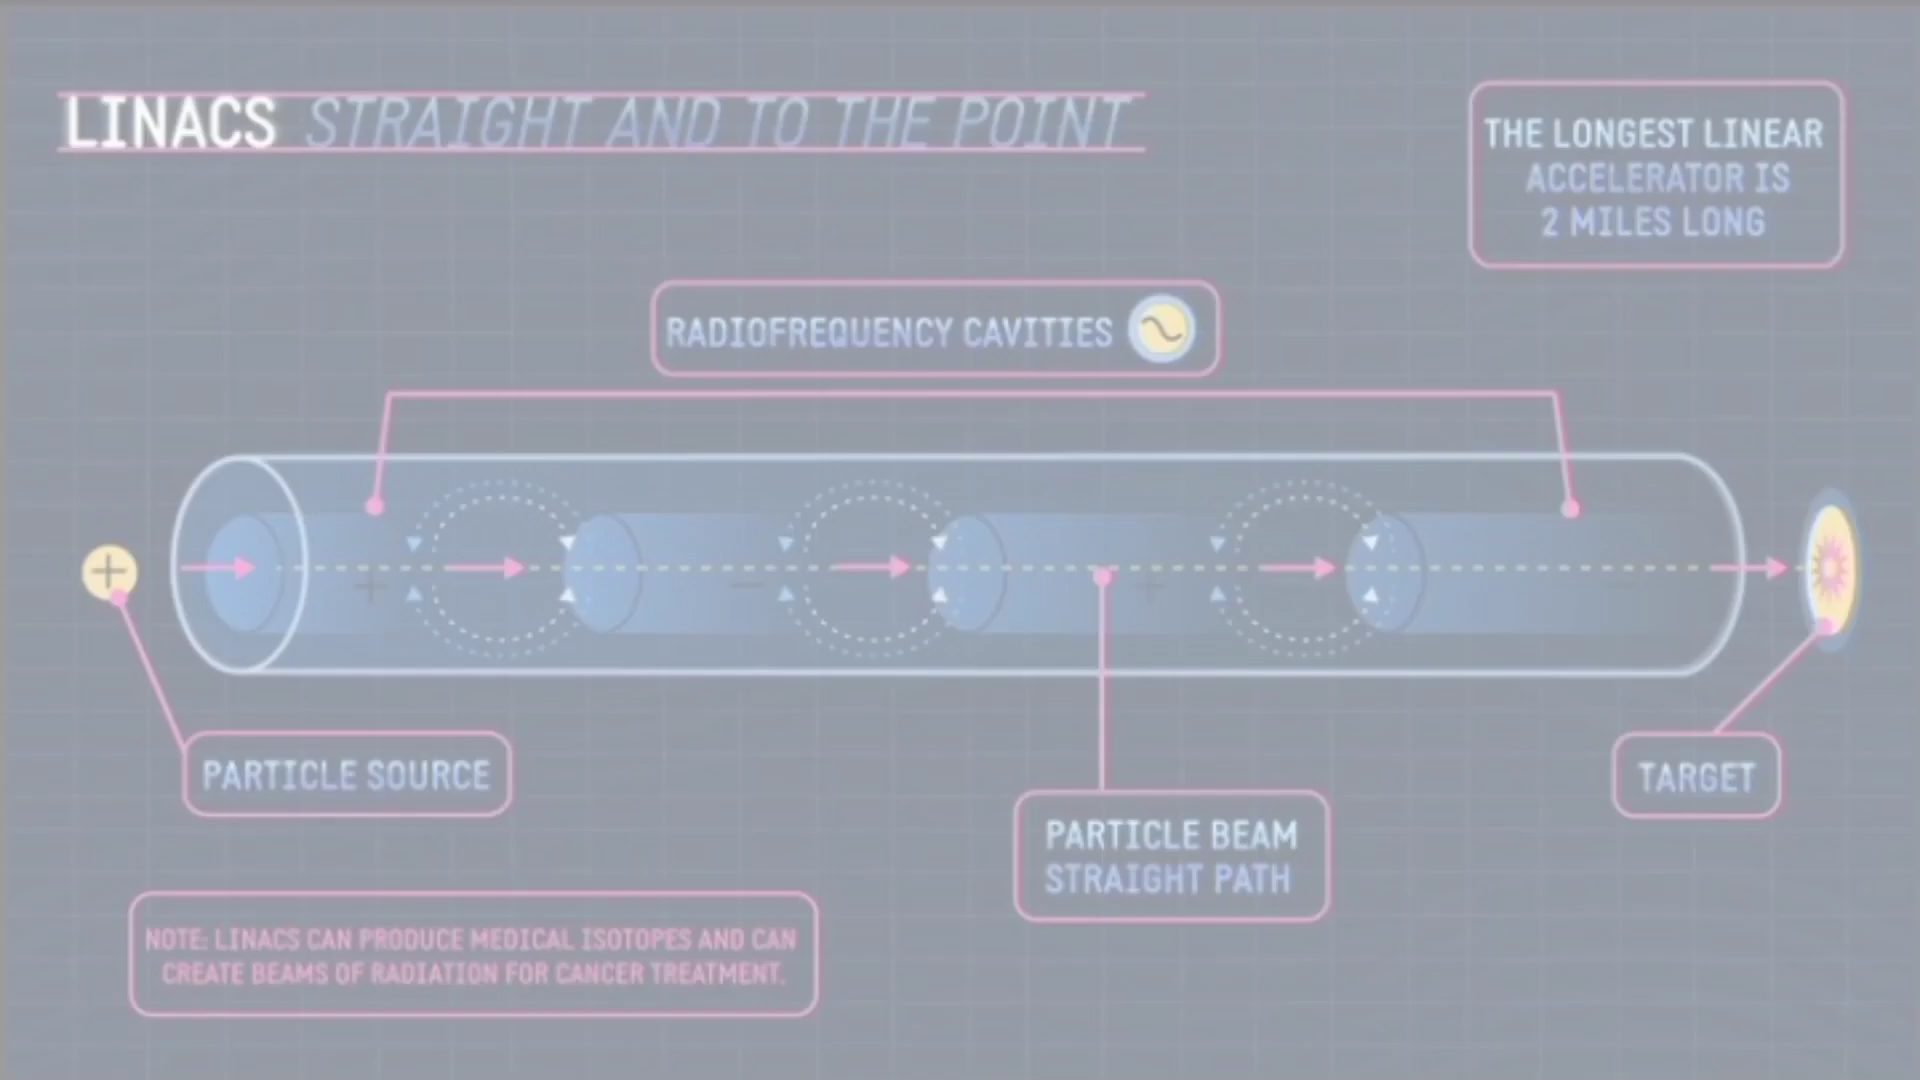 LINACS STRAIGHT AND TO THE POINT
THE LONGEST LINEAR
ACCELERATOR IS
2 MILES LONG
RADIOFREQUENCY CAVITIES
PARTICLE SOURCE
PARTICLE BEAM
STRAIGHT PATH
TARGET
NOTE: LINACS CAN PRODUCE MEDICAL ISOTOPES AND CAN
CREATE BEAMS OF RADIATION FOR CANCER TREATMENT.